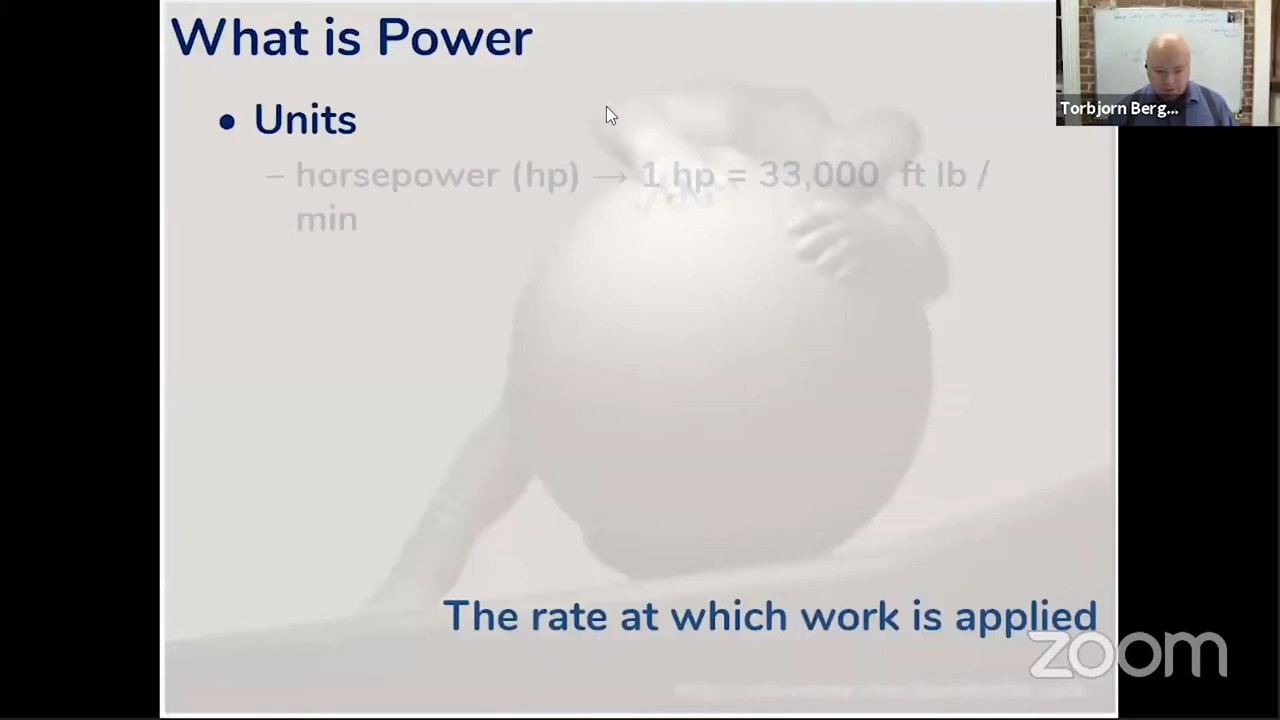 What is Power
Torbjorn Berg...
• Units
– horsepower (hp) → 1 hp = 33,000 ft lb /
min
The rate at which work is applied
zoom